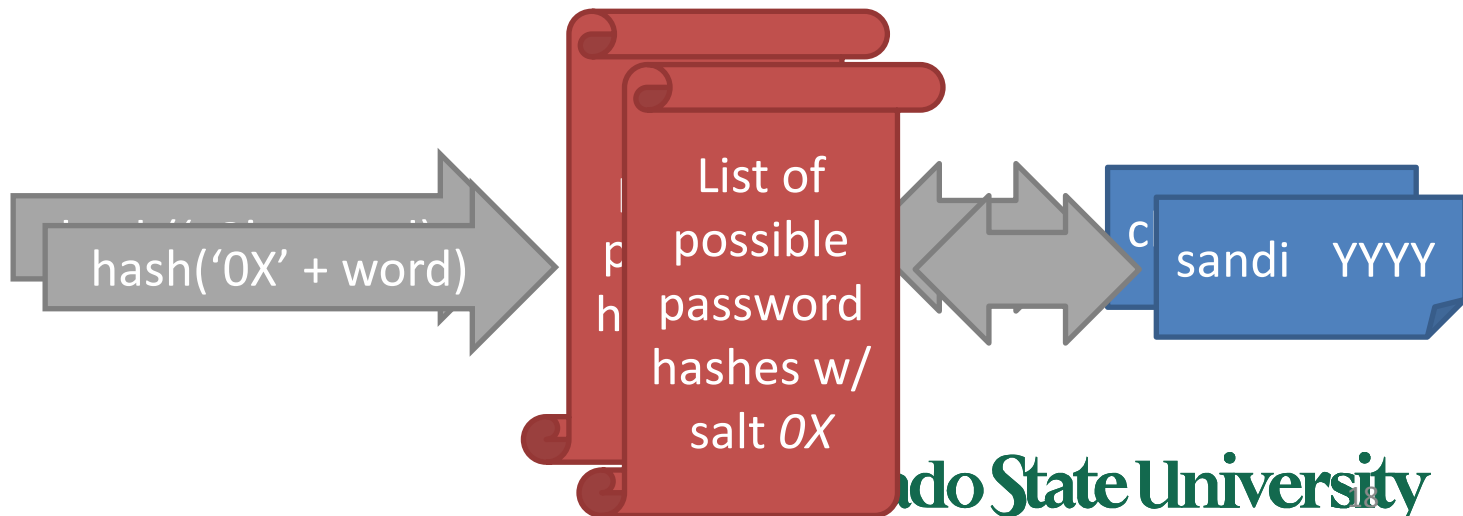 hash(‘0X’ + word)
List of
possible
password
hashes w/
salt 0X
sandi YYYY
State University
18